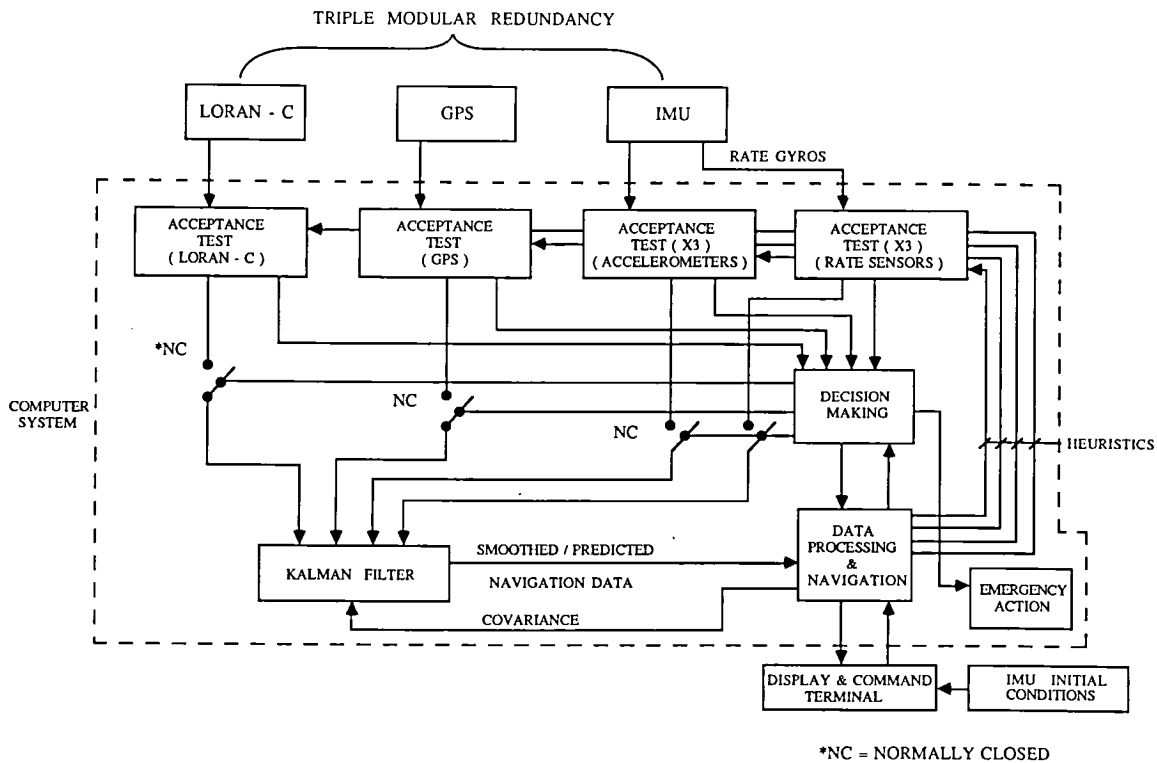 TRIPLE MODULAR REDUNDANCY
LORAN - C
GPS
IMU
RATE GYROS
ACCEPTANCE
TEST
( LORAN - C )
ACCEPTANCE
TEST
( GPS )
ACCEPTANCE
TEST ( X3 )
( ACCELEROMETERS )
ACCEPTANCE
TEST ( X3 )
( RATE SENSORS )
*NC
NC
NC
COMPUTER
SYSTEM
DECISION
MAKING
HEURISTICS
KALMAN FILTER
SMOOTHED / PREDICTED
NAVIGATION DATA
COVARIANCE
DATA
PROCESSING
&
NAVIGATION
EMERGENCY
ACTION
DISPLAY & COMMAND
TERMINAL
IMU INITIAL
CONDITIONS
*NC = NORMALLY CLOSED